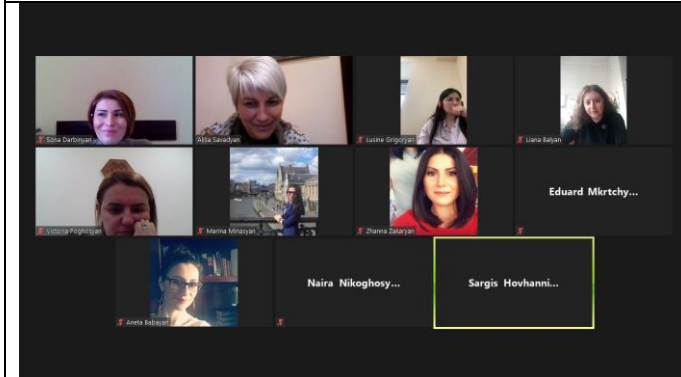 Sona Darbinyan
Alisa Savadyan
Lusine Grigoryan
Liana Balyan
Victoria Poghosyan
Marina Minasyan
Zhanna Zakaryan
Eduard Mkrtchy...
Aneta Babayan
Naira Nikoghosy...
Sargis Hovhanni...